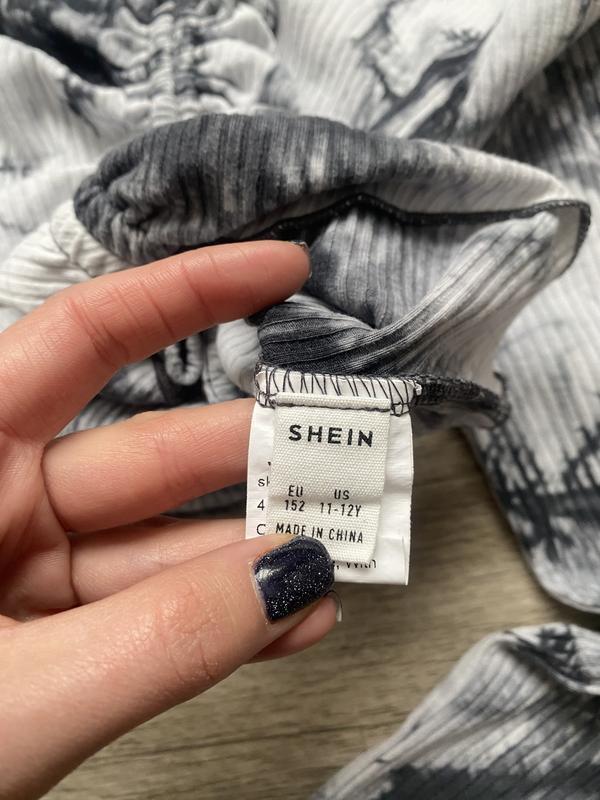 SHEIN
EU US
152 11-12Y
MADE IN CHINA